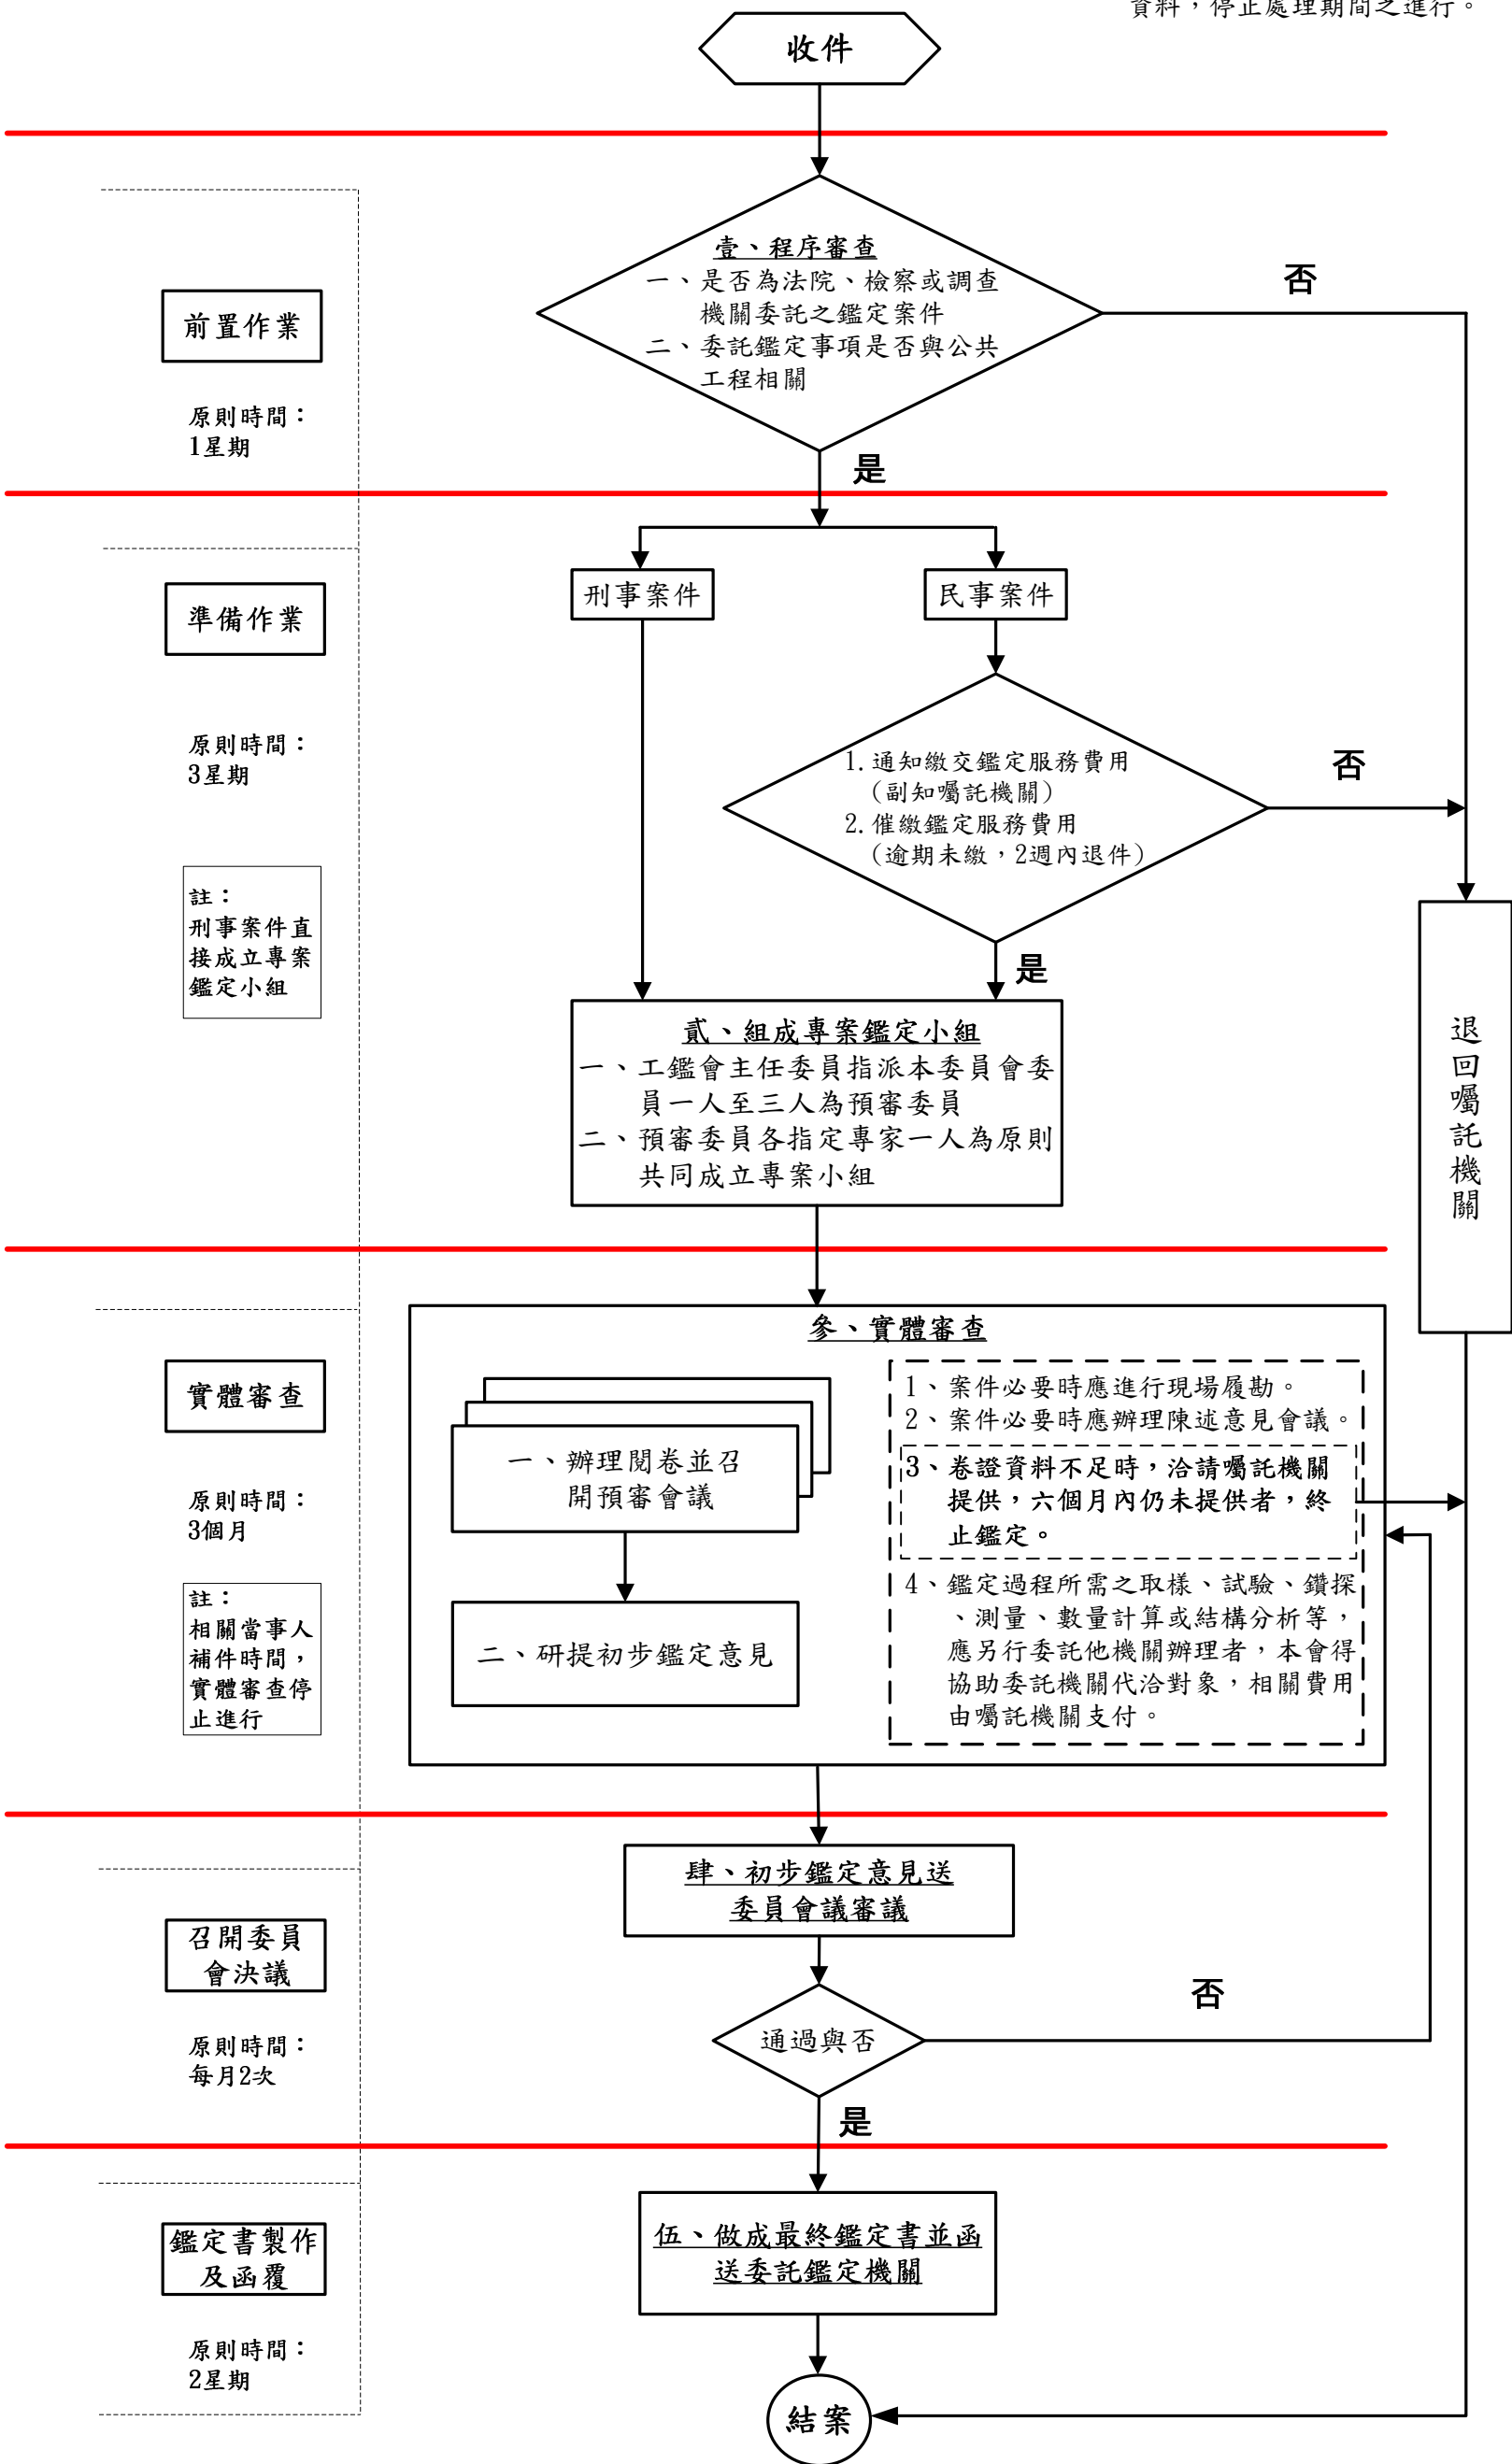 資料，停止處理期間之進行。
收件
壹、程序審查
一、是否為法院、檢察或調查
機關委託之鑑定案件
二、委託鑑定事項是否與公共
工程相關
否
前置作業
原則時間：
1星期
是
刑事案件
民事案件
準備作業
原則時間：
3星期
1. 通知繳交鑑定服務費用
(副知囑託機關)
2. 催繳鑑定服務費用
(逾期未繳，2週內退件)
否
註：
刑事案件直
接成立專案
鑑定小組
是
貳、組成專案鑑定小組
一、工鑑會主任委員指派本委員會委
員一人至三人為預審委員
二、預審委員各指定專家一人為原則
共同成立專案小組
退回囑託機關
參、實體審查
實體審查
原則時間：
3個月
註：
相關當事人
補件時間，
實體審查停
止進行
一、辦理閱卷並召
開預審會議
二、研提初步鑑定意見
1、案件必要時應進行現場履勘。
2、案件必要時應辦理陳述意見會議。
3、卷證資料不足時，洽請囑託機關
提供，六個月內仍未提供者，終
止鑑定。
4、鑑定過程所需之取樣、試驗、鑽探
、測量、數量計算或結構分析等，
應另行委託他機關辦理者，本會得
協助委託機關代洽對象，相關費用
由囑託機關支付。
肆、初步鑑定意見送
委員會議審議
召開委員
會決議
原則時間：
每月2次
通過與否
否
是
伍、做成最終鑑定書並函
送委託鑑定機關
鑑定書製作
及函覆
原則時間：
2星期
結案